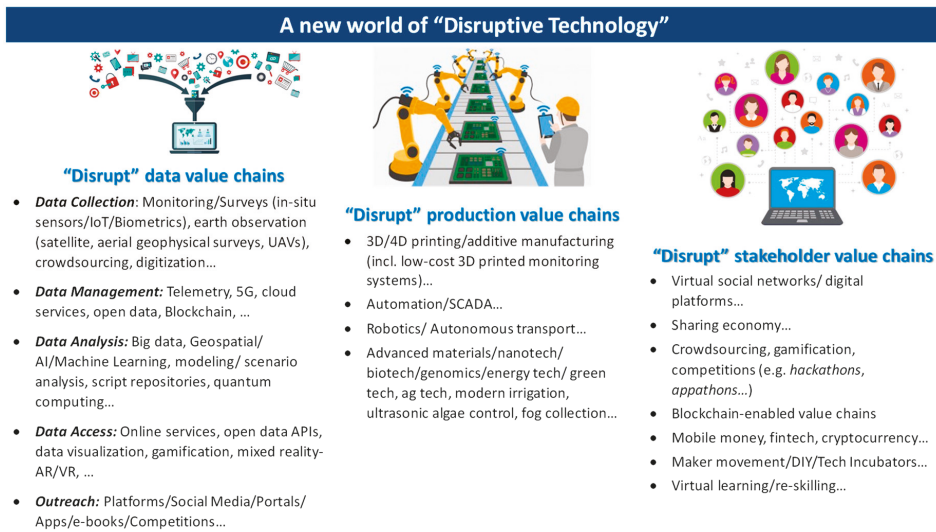 A new world of “Disruptive Technology”
“Disrupt” data value chains
• Data Collection: Monitoring/Surveys (in-situ
sensors/IoT/Biometrics), earth observation
(satellite, aerial geophysical surveys, UAVs),
crowdsourcing, digitization…
• Data Management: Telemetry, 5G, cloud
services, open data, Blockchain, …
• Data Analysis: Big data, Geospatial/
AI/Machine Learning, modeling/ scenario
analysis, script repositories, quantum
computing…
• Data Access: Online services, open data APIs,
data visualization, gamification, mixed reality-
AR/VR, …
• Outreach: Platforms/Social Media/Portals/
Apps/e-books/Competitions…
“Disrupt” production value chains
• 3D/4D printing/additive manufacturing
(incl. low-cost 3D printed monitoring
systems)…
• Automation/SCADA…
• Robotics/ Autonomous transport…
• Advanced materials/nanotech/
biotech/genomics/energy tech/ green
tech, ag tech, modern irrigation,
ultrasonic algae control, fog collection…
“Disrupt” stakeholder value chains
• Virtual social networks/ digital
platforms…
• Sharing economy…
• Crowdsourcing, gamification,
competitions (e.g. hackathons,
appathons…)
• Blockchain-enabled value chains
• Mobile money, fintech, cryptocurrency…
• Maker movement/DIY/Tech Incubators…
• Virtual learning/re-skilling…